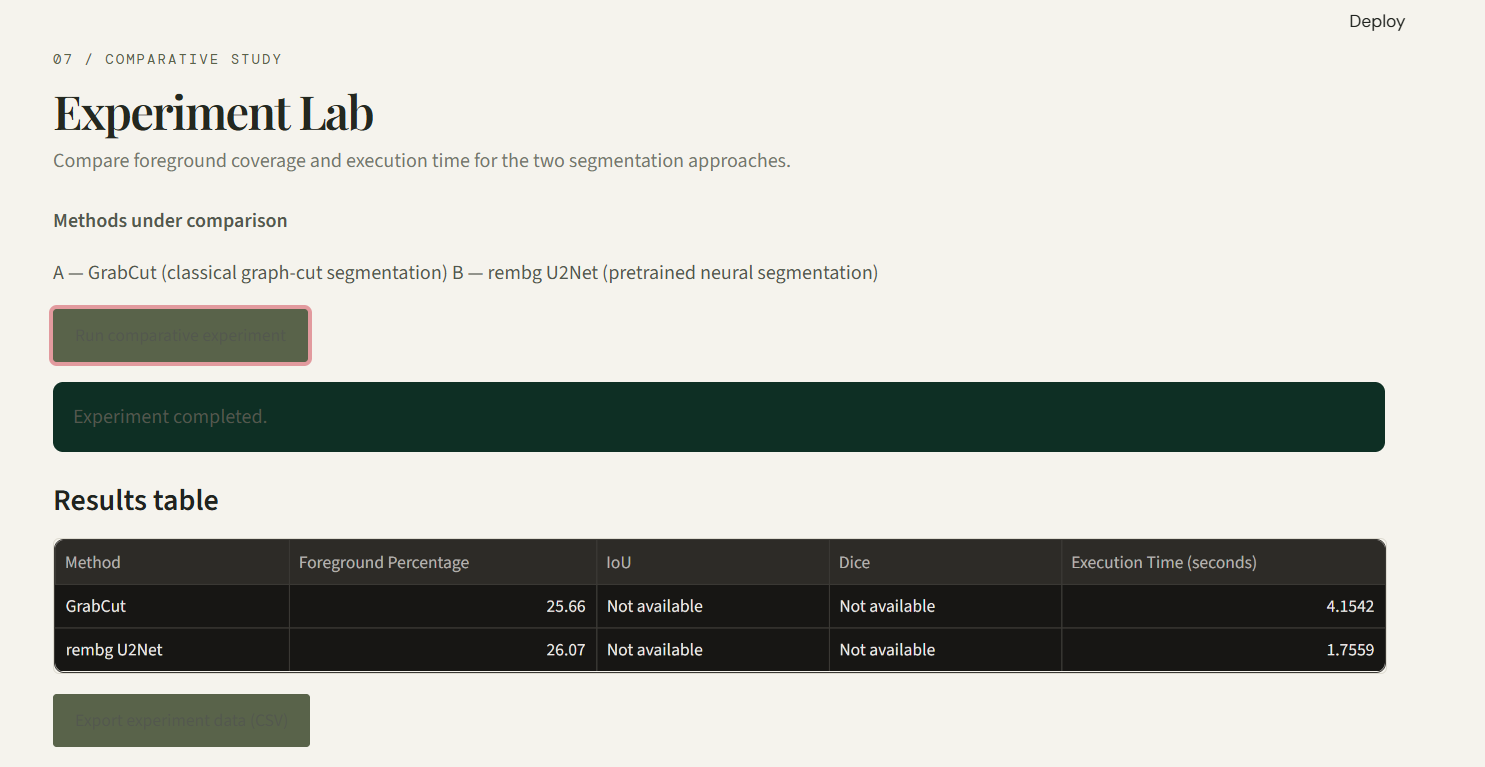 Deploy
07 / COMPARATIVE STUDY
Experiment Lab
Compare foreground coverage and execution time for the two segmentation approaches.
Methods under comparison
A — GrabCut (classical graph-cut segmentation) B — rembg U2Net (pretrained neural segmentation)
Run comparative experiment
Experiment completed.
Results table
Method Foreground Percentage IoU Dice Execution Time (seconds)
GrabCut 25.66 Not available Not available 4.1542
rembg U2Net 26.07 Not available Not available 1.7559
Export experiment data (CSV)